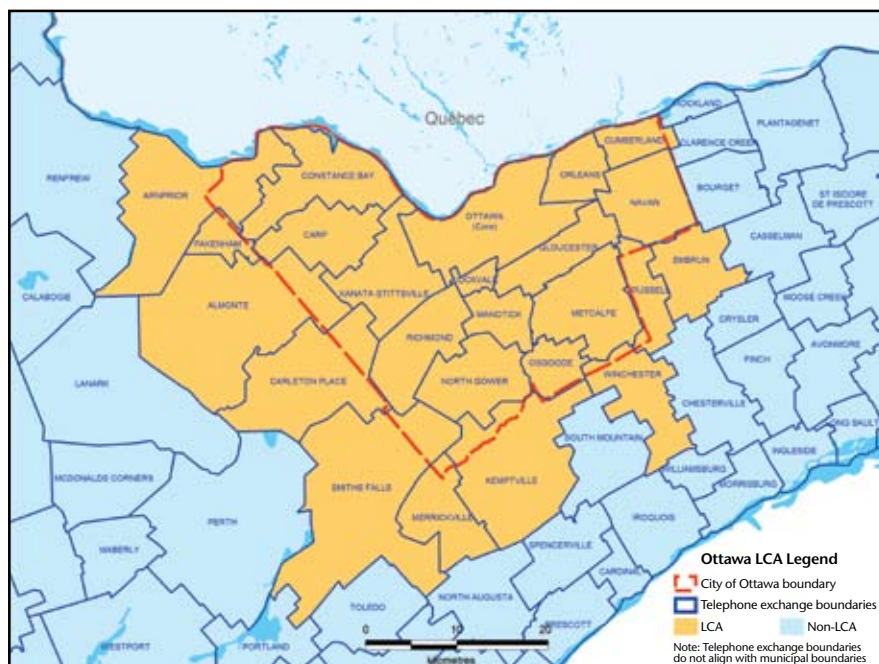 Québec
ROCKLAND
PLANTAGENET
CUMBERLAND
CLARENCE CREEK
RENFREW
CONSTANCE BAY
ORLEANS
BOURGET
ARNPRIOR
NAVAN
ST ISIDORE
DE PRESCOTT
OTTAWA
(Core)
CARP
CASSELMAN
PAKENHAM
GLOUCESTER
EMBRUN
CALABOGIE
KANATA-STITTSVILLE
RUSSELL
MOOSE CREEK
ALMONTE
MANOTICK
METCALFE
CRYSLER
RICHMOND
AVONMORE
OSGOODE
FINCH
LANARK
CARLETON PLACE
NORTH GOWER
WINCHESTER
CHESTERVILLE
LONG SAULT
SOUTH MOUNTAIN
INGLESIDE
MCDONALDS CORNERS
SMITHS FALLS
KEMPTVILLE
WILLIAMSBURG
MORRISBURG
PERTH
MERRICKVILLE
IROQUOIS
MABERLY
SPENCERVILLE
CARDINAL
NORTH AUGUSTA
TOLEDO
PRESCOTT
WESTPORT
PORTLAND
0 10 20
Kilometres
Ottawa LCA Legend
City of Ottawa boundary
Telephone exchange boundaries
LCA Non-LCA
Note: Telephone exchange boundaries
do not align with municipal boundaries